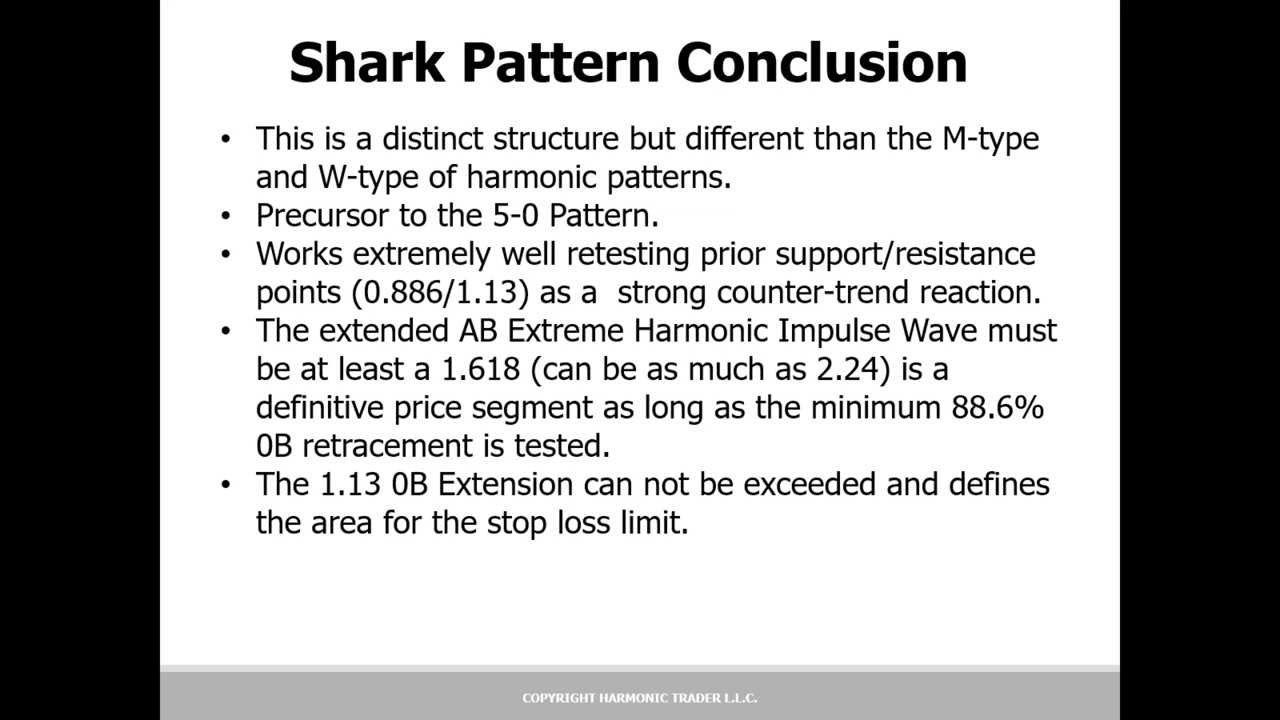 Shark Pattern Conclusion
• This is a distinct structure but different than the M-type
and W-type of harmonic patterns.
• Precursor to the 5-0 Pattern.
• Works extremely well retesting prior support/resistance
points (0.886/1.13) as a  strong counter-trend reaction.
• The extended AB Extreme Harmonic Impulse Wave must
be at least a 1.618 (can be as much as 2.24) is a
definitive price segment as long as the minimum 88.6%
0B retracement is tested.
• The 1.13 0B Extension can not be exceeded and defines
the area for the stop loss limit.
COPYRIGHT HARMONIC TRADER L.L.C.